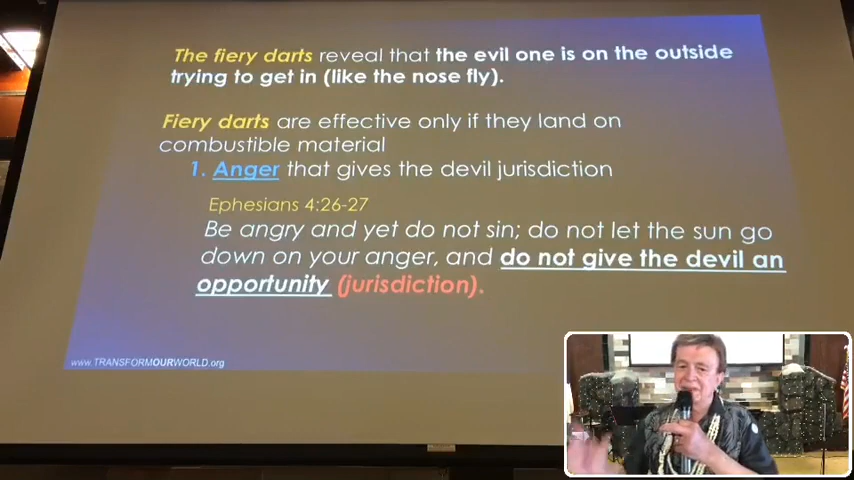 The fiery darts reveal that the evil one is on the outside
trying to get in (like the nose fly).
Fiery darts are effective only if they land on
combustible material
1. Anger that gives the devil jurisdiction
Ephesians 4:26-27
Be angry and yet do not sin; do not let the sun go
down on your anger, and do not give the devil an
opportunity (jurisdiction).
www.TRANSFORMOURWORLD.org